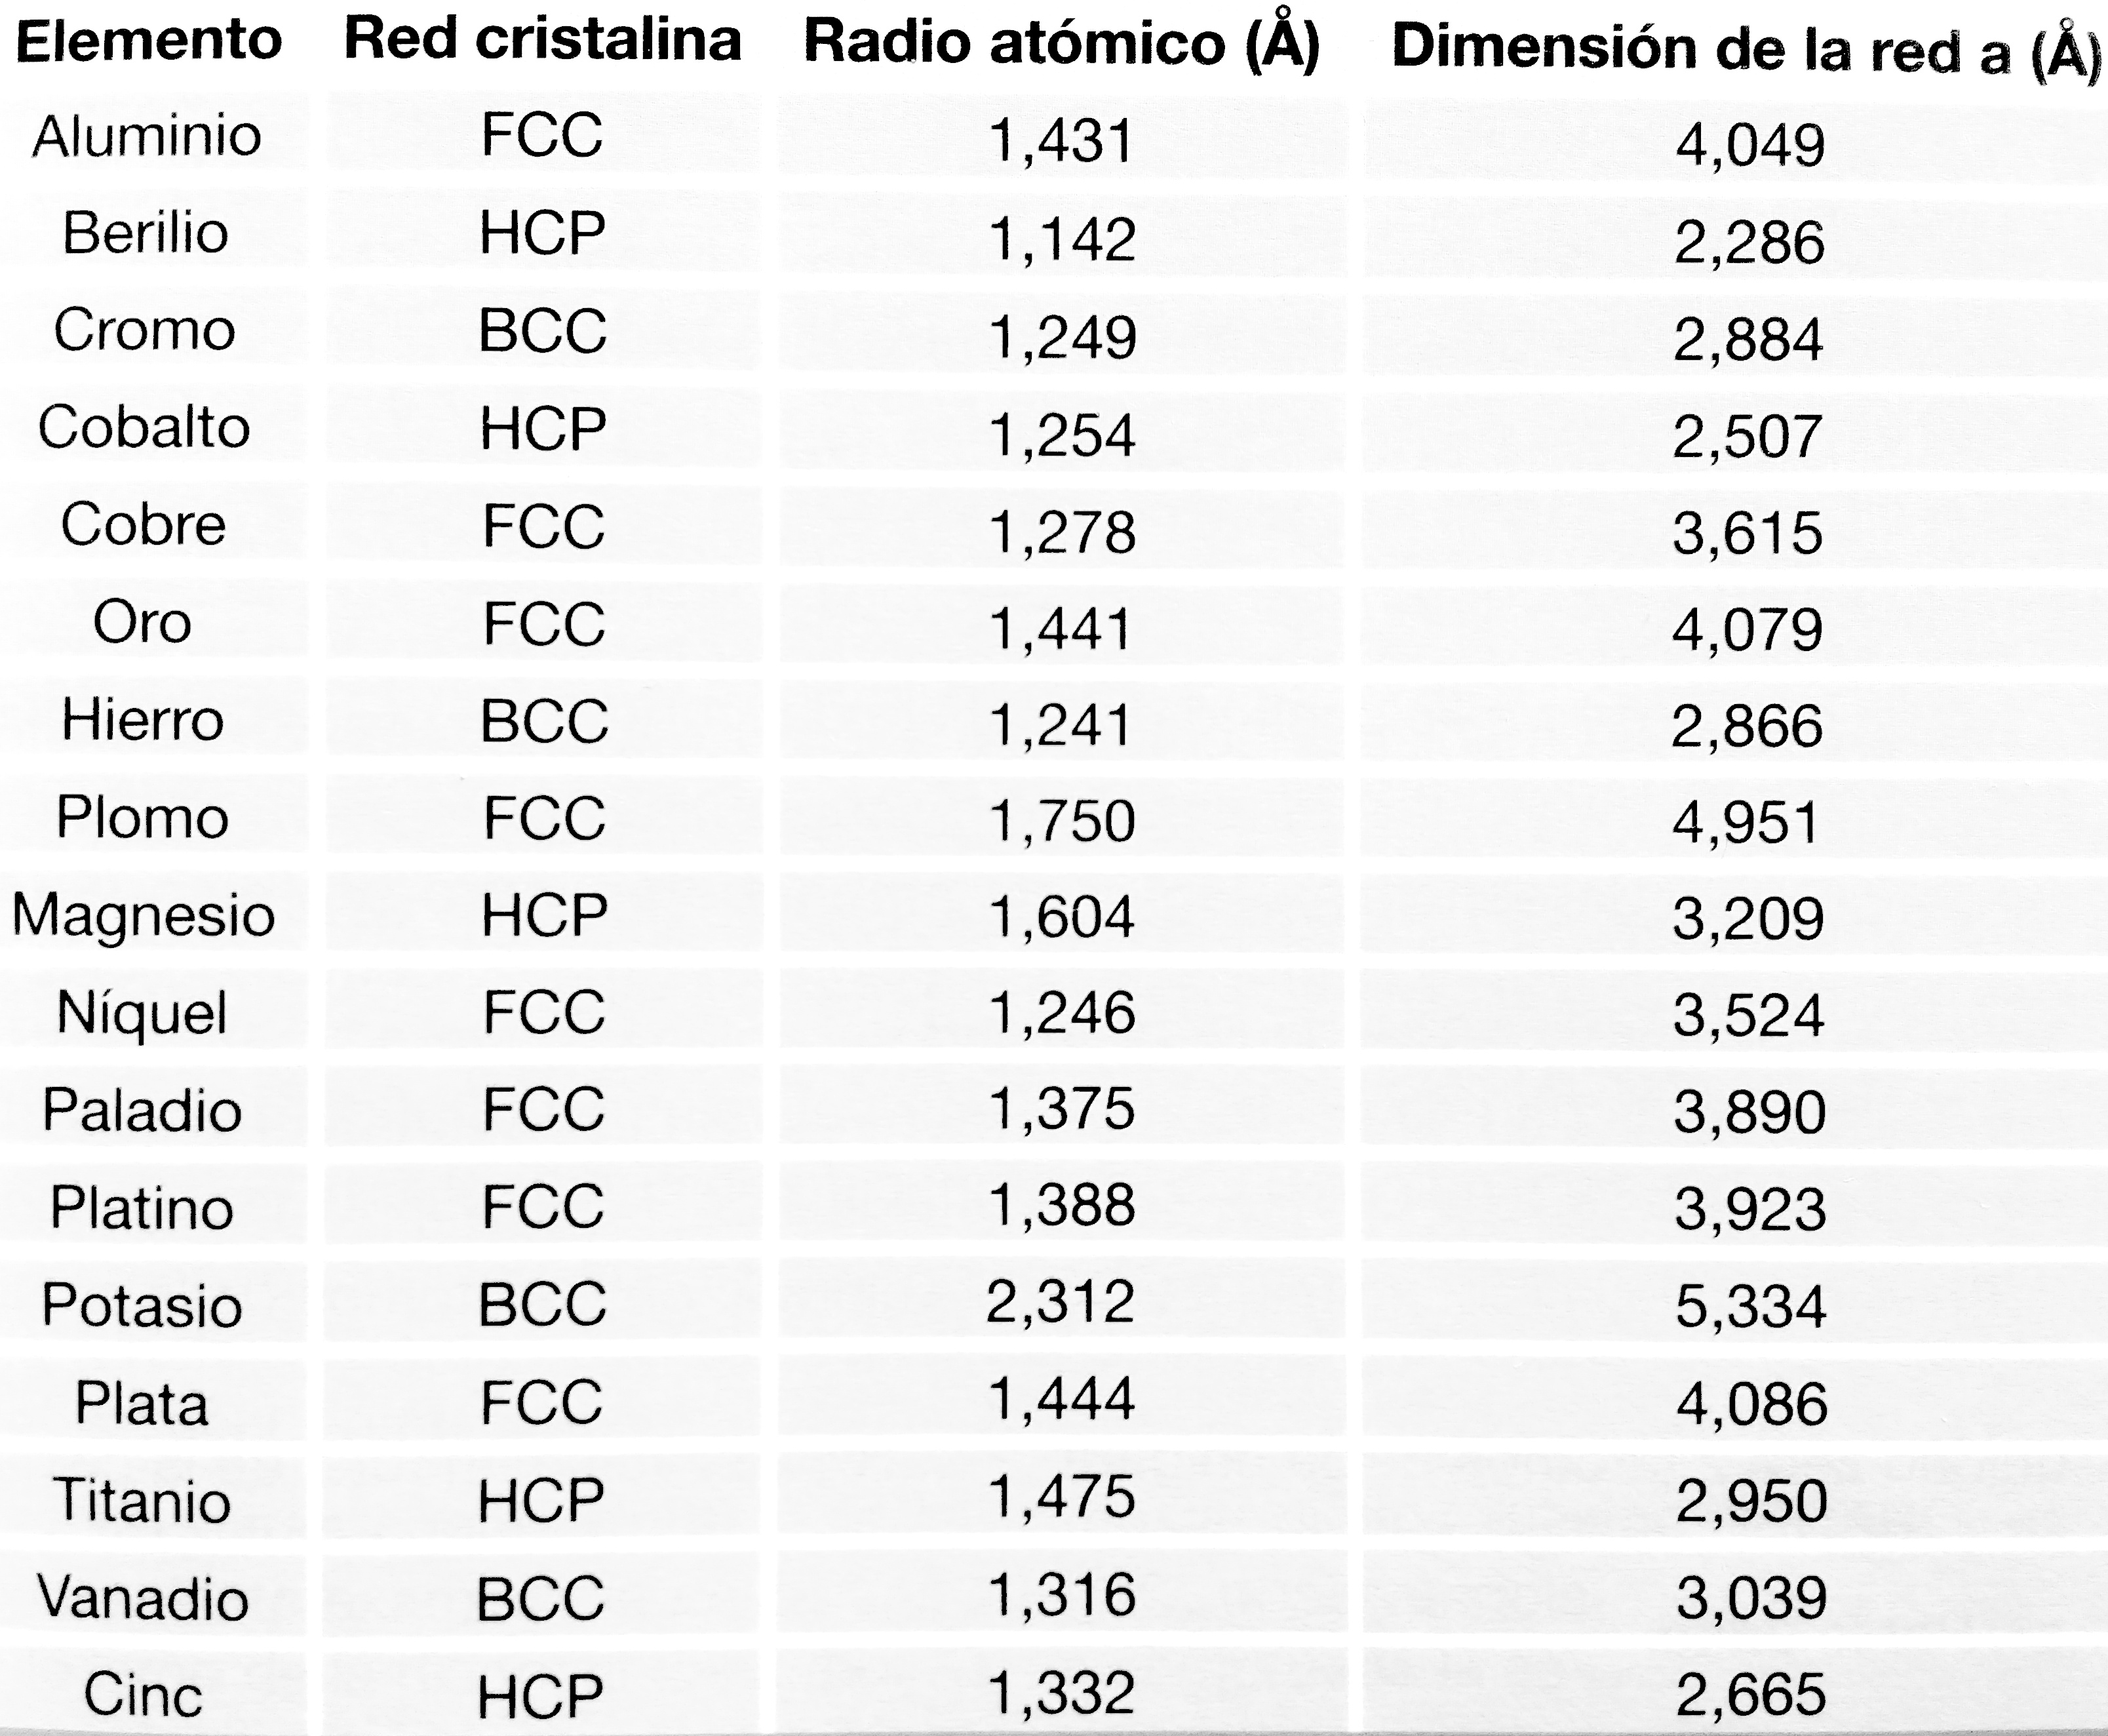 Elemento Red cristalina Radio atómico (Å) Dimensión de la red a (Å)
Aluminio FCC 1,431 4,049
Berilio HCP 1,142 2,286
Cromo BCC 1,249 2,884
Cobalto HCP 1,254 2,507
Cobre FCC 1,278 3,615
Oro FCC 1,441 4,079
Hierro BCC 1,241 2,866
Plomo FCC 1,750 4,951
Magnesio HCP 1,604 3,209
Níquel FCC 1,246 3,524
Paladio FCC 1,375 3,890
Platino FCC 1,388 3,923
Potasio BCC 2,312 5,334
Plata FCC 1,444 4,086
Titanio HCP 1,475 2,950
Vanadio BCC 1,316 3,039
Cinc HCP 1,332 2,665